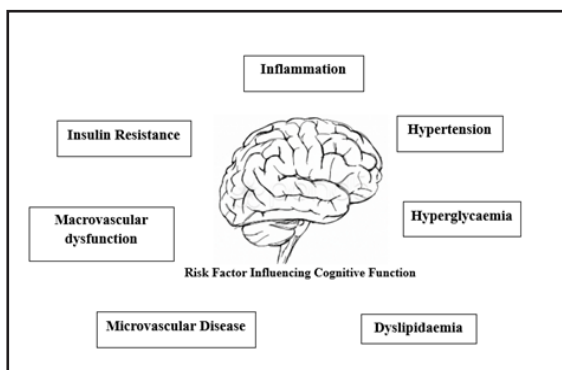 Inflammation
Insulin Resistance
Hypertension
Macrovascular
dysfunction
Hyperglycaemia
Risk Factor Influencing Cognitive Function
Microvascular Disease
Dyslipidaemia